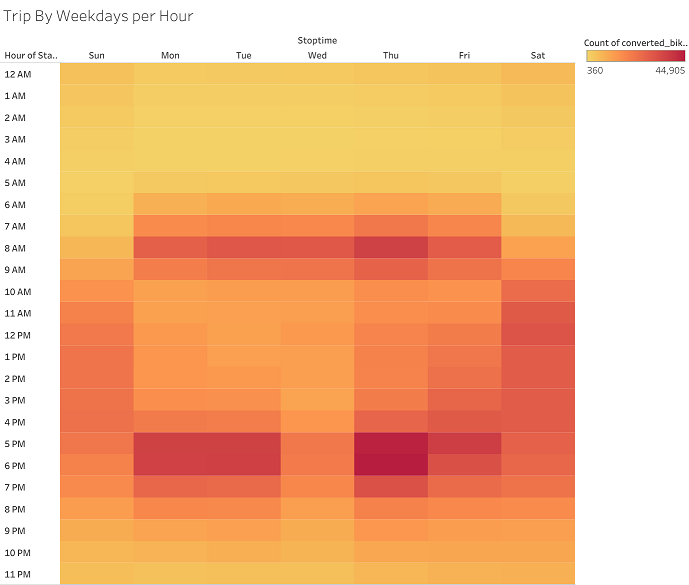 Trip By Weekdays per Hour
Stoptime
Count of converted_bik..
Hour of Sta.. Sun Mon Tue Wed Thu Fri Sat
360 44,905
12 AM
1 AM
2 AM
3 AM
4 AM
5 AM
6 AM
7 AM
8 AM
9 AM
10 AM
11 AM
12 PM
1 PM
2 PM
3 PM
4 PM
5 PM
6 PM
7 PM
8 PM
9 PM
10 PM
11 PM